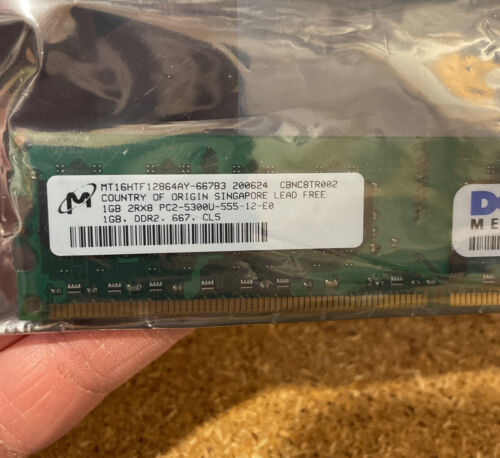 MT16HTF12864AY-667B3 200624 CBNC8TR002
COUNTRY OF ORIGIN SINGAPORE LEAD FREE
1GB 2RX8 PC2-5300U-555-12-E0
1GB, DDR2, 667, CL5